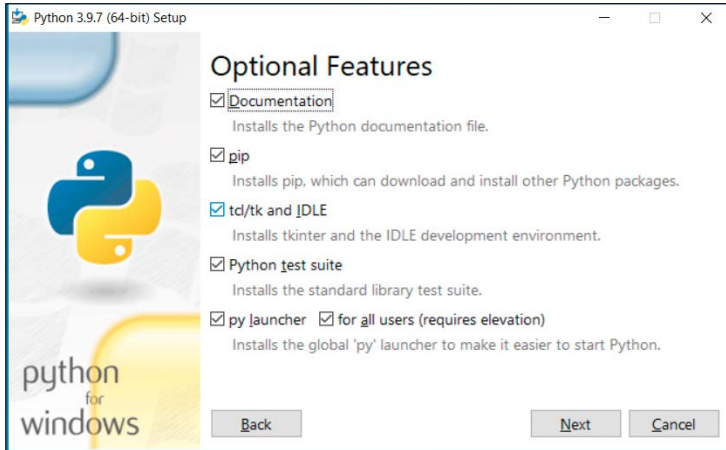 Python 3.9.7 (64-bit) Setup
Optional Features
Documentation
Installs the Python documentation file.
pip
Installs pip, which can download and install other Python packages.
tcl/tk and IDLE
Installs tkinter and the IDLE development environment.
Python test suite
Installs the standard library test suite.
py launcher for all users (requires elevation)
Installs the global 'py' launcher to make it easier to start Python.
python
for
windows
Back Next Cancel